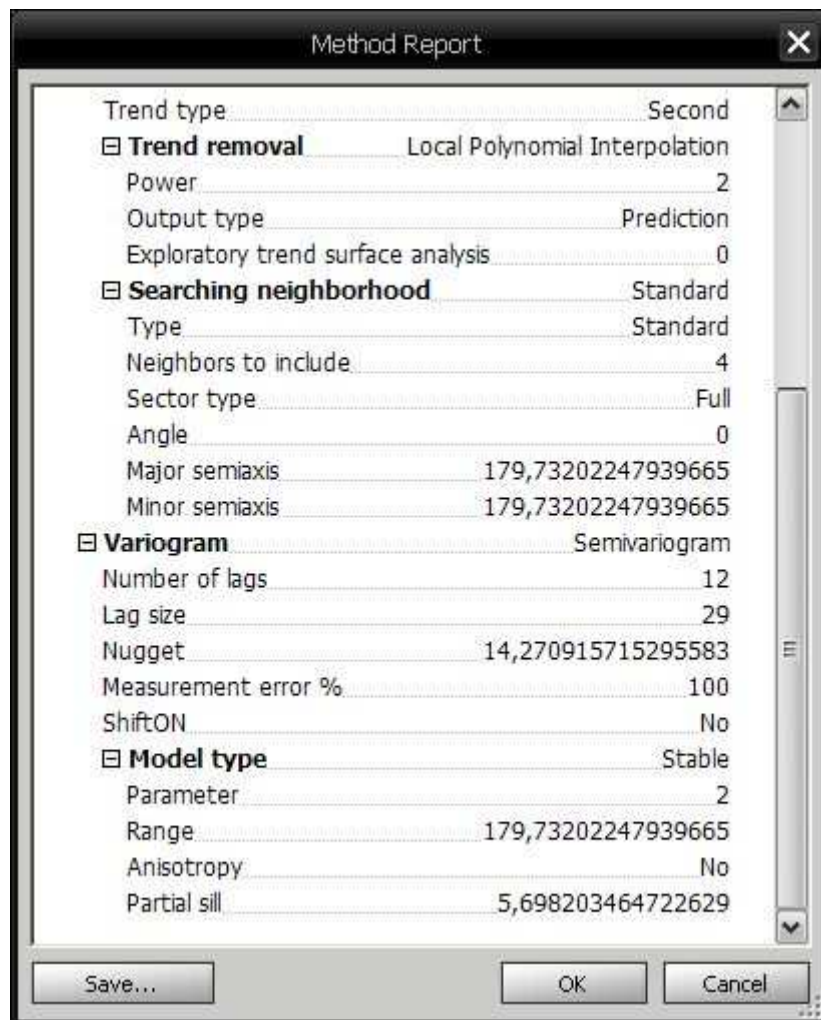 Method Report
Trend type Second
Trend removal Local Polynomial Interpolation
Power 2
Output type Prediction
Exploratory trend surface analysis 0
Searching neighborhood Standard
Type Standard
Neighbors to include 4
Sector type Full
Angle 0
Major semiaxis 179,73202247939665
Minor semiaxis 179,73202247939665
Variogram Semivariogram
Number of lags 12
Lag size 29
Nugget 14,270915715295583
Measurement error % 100
ShiftON No
Model type Stable
Parameter 2
Range 179,73202247939665
Anisotropy No
Partial sill 5,698203464722629
Save... OK Cancel